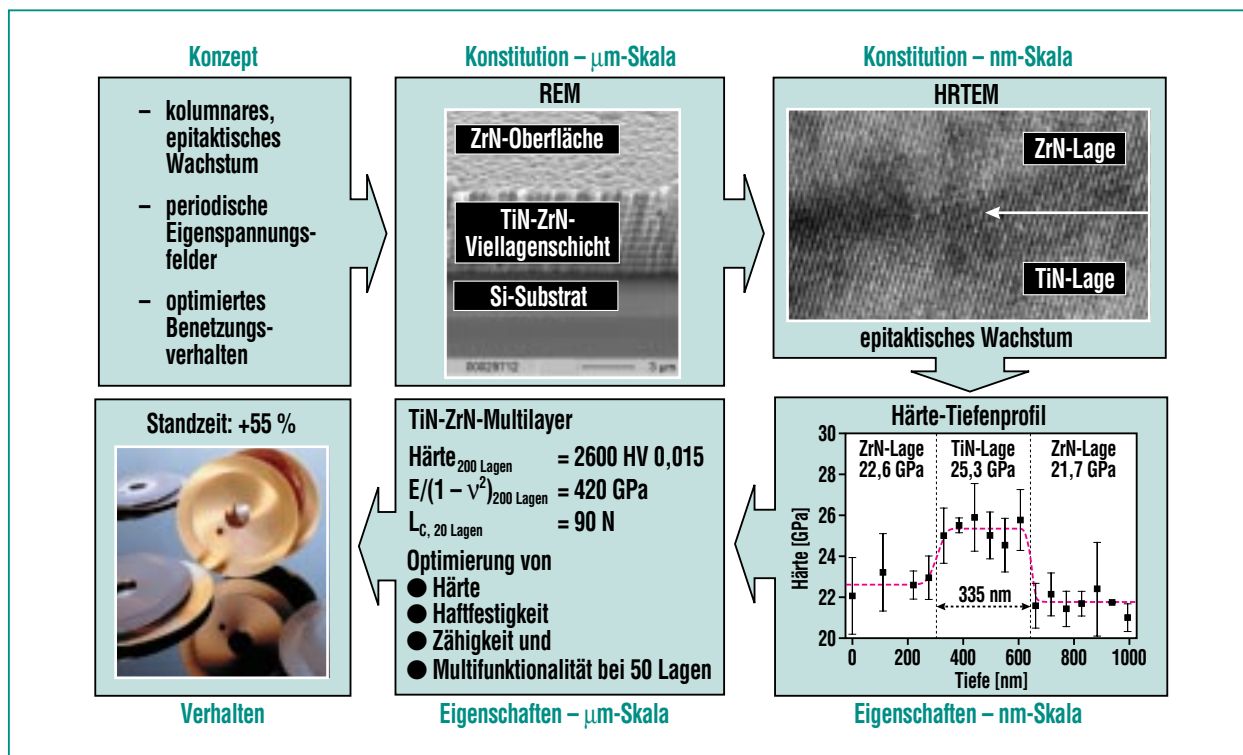 Konzept
– kolumnares,
epitaktisches
Wachstum
– periodische
Eigenspannungs-
felder
– optimiertes
Benetzungs-
verhalten
Konstitution – μm-Skala
REM
ZrN-Oberfläche
TiN-ZrN-
Viellagenschicht
Si-Substrat
00029712 3 μm
Konstitution – nm-Skala
HRTEM
ZrN-Lage
TiN-Lage
epitaktisches Wachstum
Härte-Tiefenprofil
ZrN-Lage
22,6 GPa
TiN-Lage
25,3 GPa
ZrN-Lage
21,7 GPa
Härte [GPa]
30
28
26
24
22
20
335 nm
0 200 400 600 800 1000
Tiefe [nm]
Eigenschaften – nm-Skala
TiN-ZrN-Multilayer
Härte200 Lagen = 2600 HV 0,015
E/(1 – ν²)200 Lagen = 420 GPa
LC, 20 Lagen = 90 N
Optimierung von
● Härte
● Haftfestigkeit
● Zähigkeit und
● Multifunktionalität bei 50 Lagen
Eigenschaften – μm-Skala
Standzeit: +55 %
Verhalten